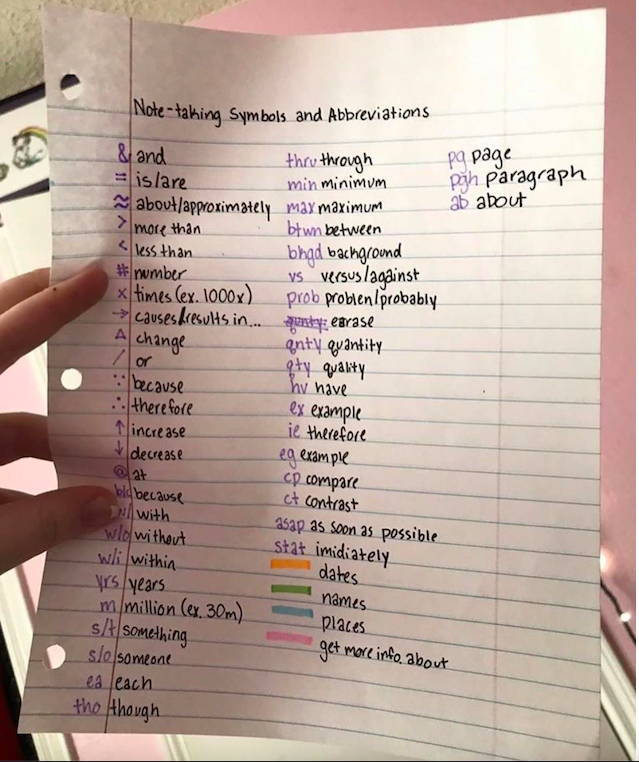 Note-taking Symbols and Abbreviations
& and
= is/are
≈ about/approximately
> more than
< less than
# number
x times (ex. 1000x)
→ causes/results in...
Δ change
/ or
∵ because
∴ therefore
↑ increase
↓ decrease
@ at
b/c because
w/ with
w/o without
w/i within
yrs years
m million (ex. 30m)
s/t something
s/o someone
ea each
tho though
thru through
min minimum
max maximum
btwn between
bkgd background
vs versus/against
prob problen/probably
earase
qnty quantity
qty quality
hv have
ex example
ie therefore
eg example
cp compare
ct contrast
asap as soon as possible
stat imidiately
dates
names
places
get more info. about
pg page
pgh paragraph
ab about